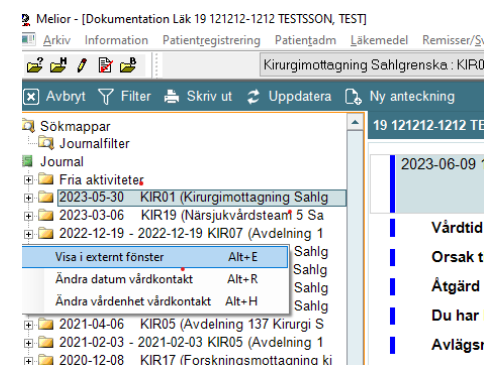 Melior - [Dokumentation Läk 19 121212-1212 TESTSSON, TEST]
Arkiv Information Patientregistrering Patientadm Läkemedel Remisser/Sv
Kirurgimottagning Sahlgrenska : KIR0
Avbryt Filter Skriv ut Uppdatera Ny anteckning
Sökmappar
Journalfilter
Journal
Fria aktiviteter
2023-05-30 KIR01 (Kirurgimottagning Sahlg
2023-03-06 KIR19 (Närsjukvårdsteam 5 Sa
2022-12-19 - 2022-12-19 KIR07 (Avdelning 1
Sahlg
Visa i externt fönster Alt+E
Sahlg
Ändra datum vårdkontakt Alt+R
Sahlg
Ändra vårdenhet vårdkontakt Alt+H
Sahlg
2021-04-06 KIR05 (Avdelning 137 Kirurgi S
2021-02-03 - 2021-02-03 KIR05 (Avdelning 1
2020-12-08 KIR17 (Forskningsmottagning ki
19 121212-1212 TE
2023-06-09 1
Vårdtid
Orsak t
Åtgärd
Du har
Avlägsn